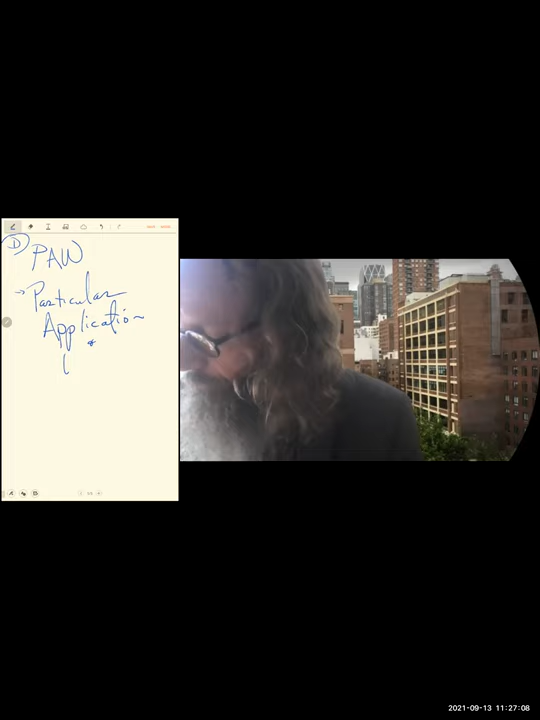 D) PAW
→ Particular
Application
2021-09-13 11:27:08